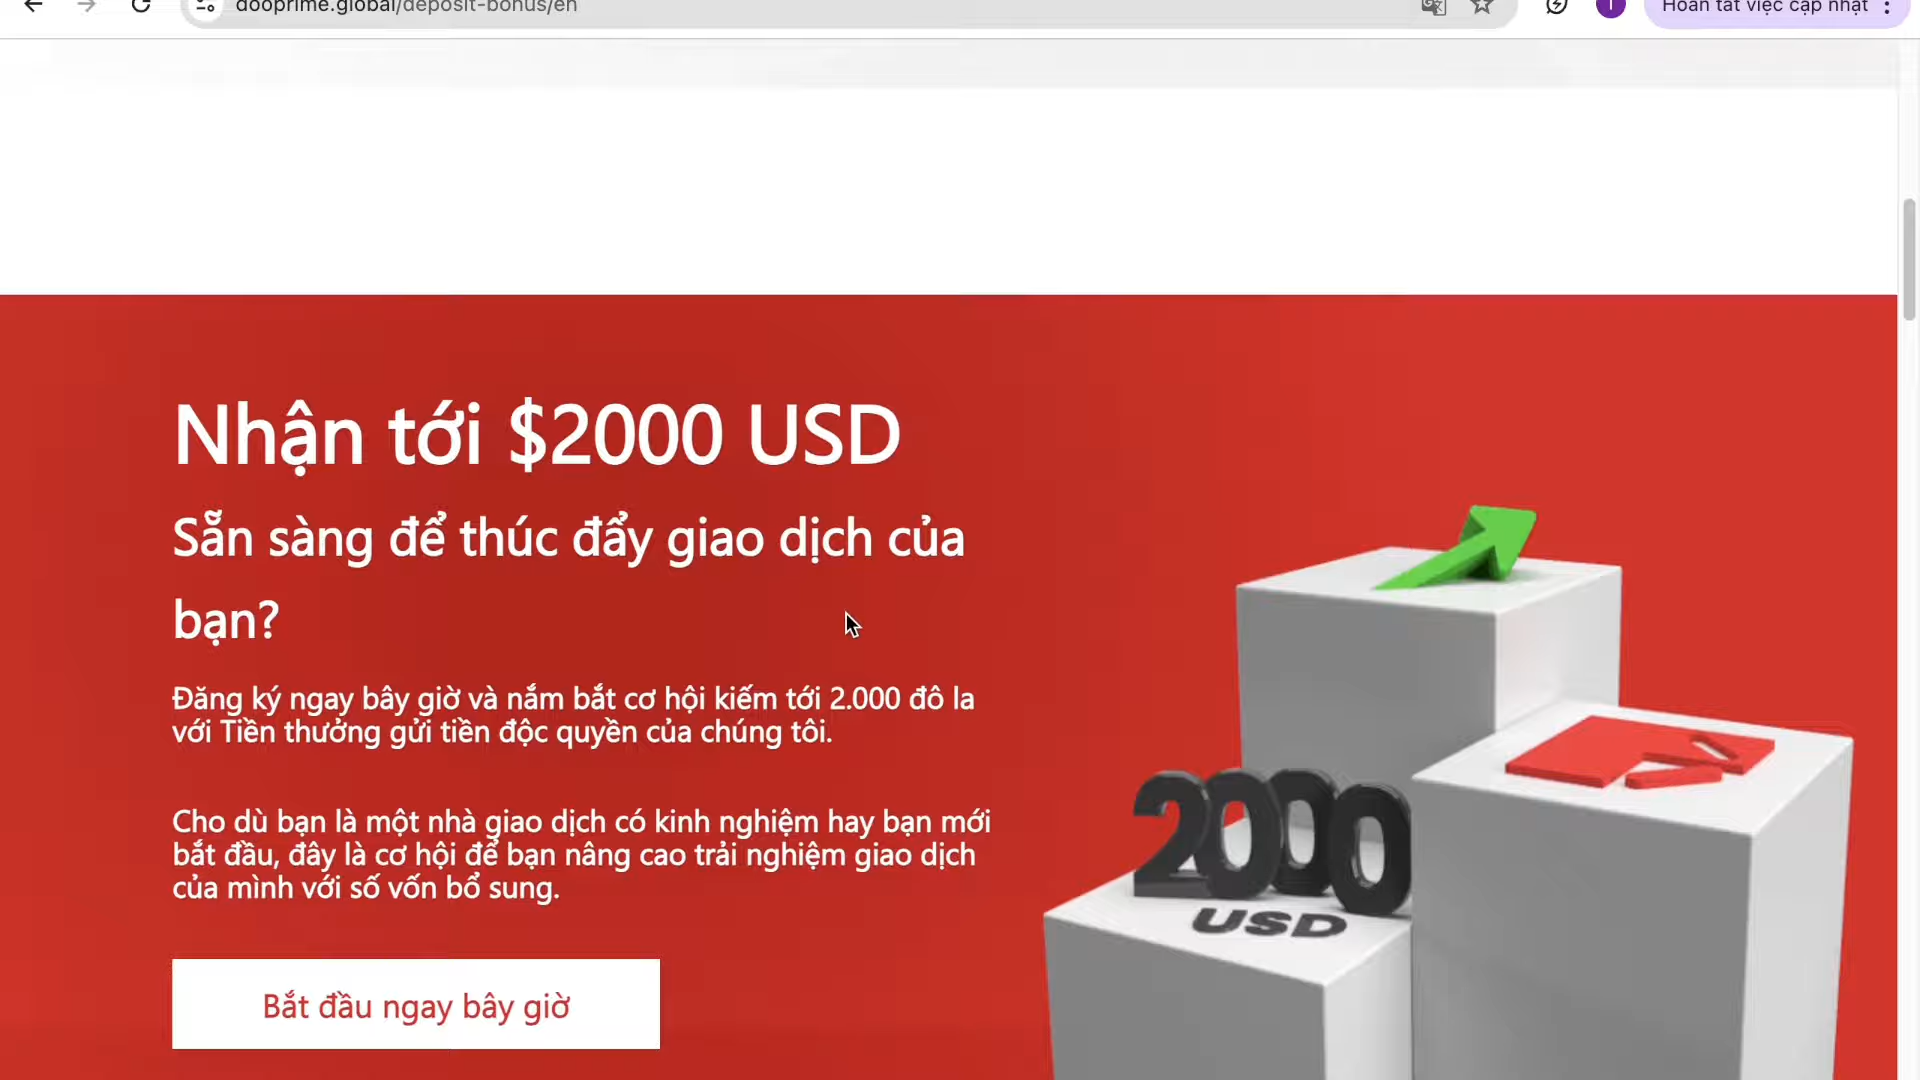 dooprime.global/deposit-bonus/en
Hoàn tất việc cập nhật
Nhận tới $2000 USD
Sẵn sàng để thúc đẩy giao dịch của
bạn?
Đăng ký ngay bây giờ và nắm bắt cơ hội kiếm tới 2.000 đô la
với Tiền thưởng gửi tiền độc quyền của chúng tôi.
Cho dù bạn là một nhà giao dịch có kinh nghiệm hay bạn mới
bắt đầu, đây là cơ hội để bạn nâng cao trải nghiệm giao dịch
của mình với số vốn bổ sung.
Bắt đầu ngay bây giờ
2000
USD